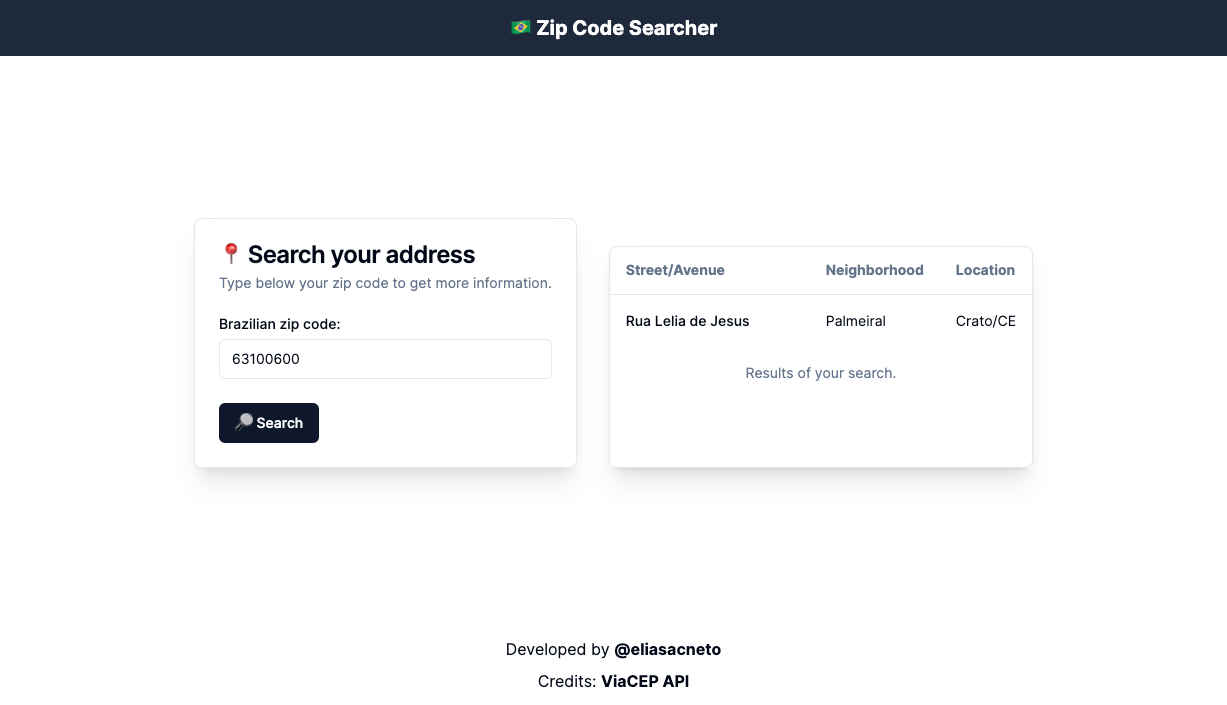 🇧🇷 Zip Code Searcher
📍 Search your address
Type below your zip code to get more information.
Brazilian zip code:
63100600
🔎 Search
Street/Avenue Neighborhood Location
Rua Lelia de Jesus Palmeiral Crato/CE
Results of your search.
Developed by @eliasacneto
Credits: ViaCEP API